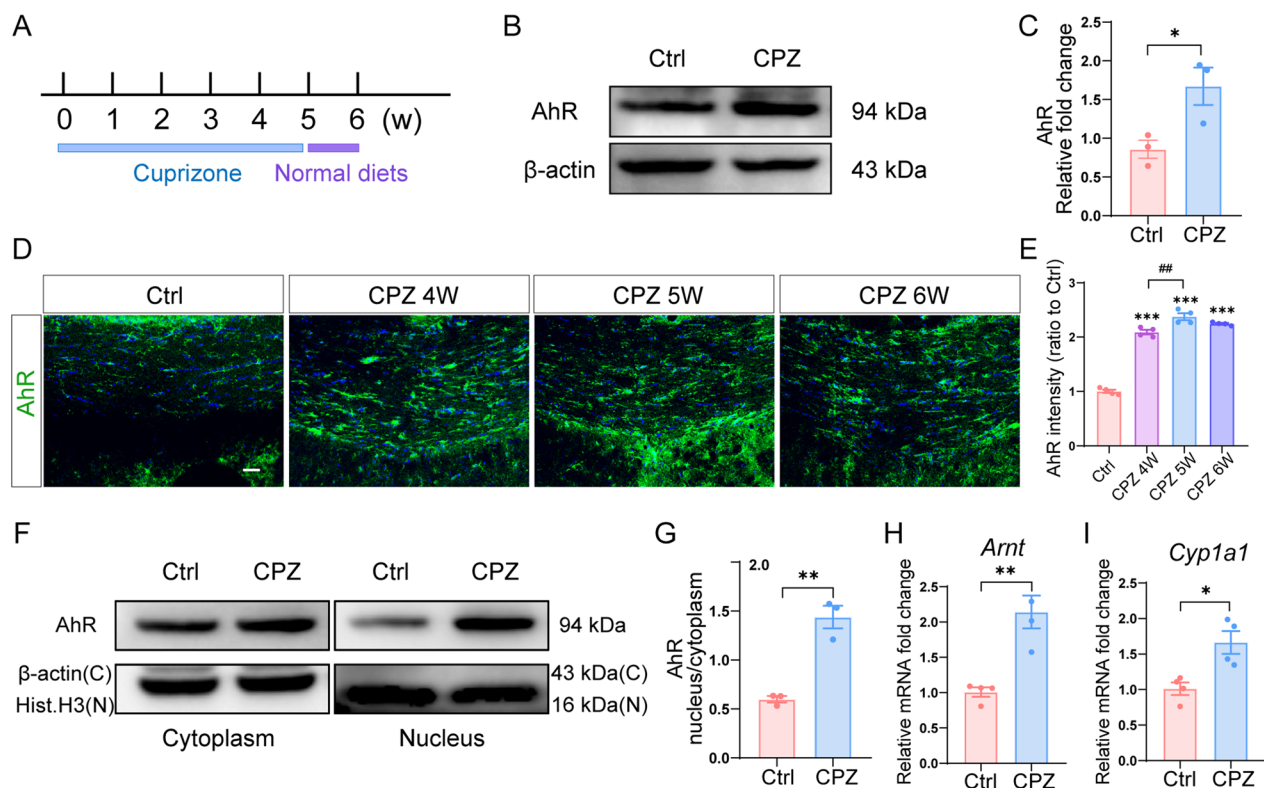 A
0 1 2 3 4 5 6 (w)
Cuprizone Normal diets
B
Ctrl CPZ
AhR 94 kDa
β-actin 43 kDa
C
AhR
Relative fold change
2.5
2.0
1.5
1.0
0.5
0.0
*
Ctrl CPZ
D
Ctrl CPZ 4W CPZ 5W CPZ 6W
AhR
E
AhR intensity (ratio to Ctrl)
3
2
1
0
##
*** *** ***
Ctrl CPZ 4W CPZ 5W CPZ 6W
F
Ctrl CPZ Ctrl CPZ
AhR 94 kDa
β-actin(C) 43 kDa(C)
Hist.H3(N) 16 kDa(N)
Cytoplasm Nucleus
G
AhR
nucleus/cytoplasm
2.0
1.5
1.0
0.5
0.0
**
Ctrl CPZ
H
Arnt
Relative mRNA fold change
2.5
2.0
1.5
1.0
0.5
0.0
**
Ctrl CPZ
I
Cyp1a1
Relative mRNA fold change
2.5
2.0
1.5
1.0
0.5
0.0
*
Ctrl CPZ